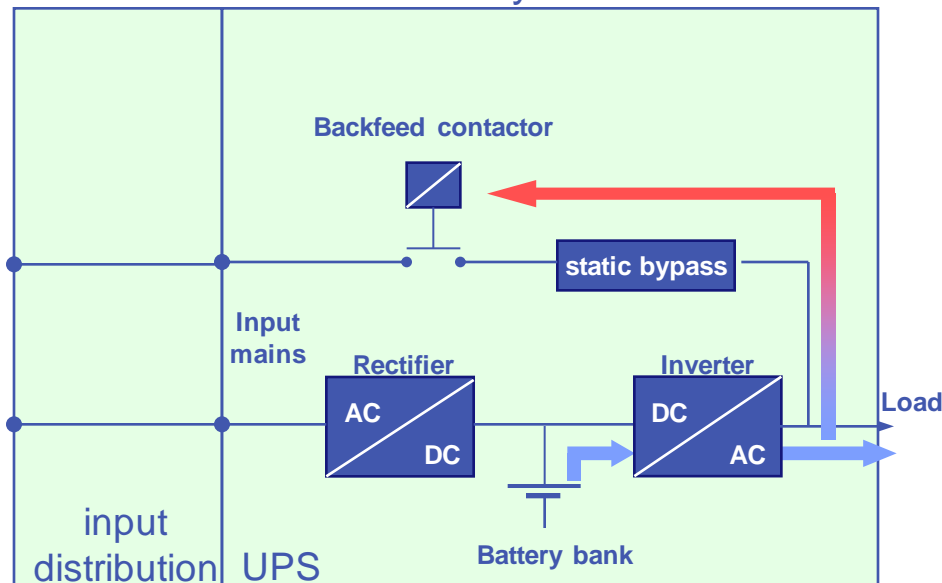 Backfeed contactor
static bypass
Input
mains
Rectifier
Inverter
AC
DC
DC
AC
Load
Battery bank
input
distribution
UPS